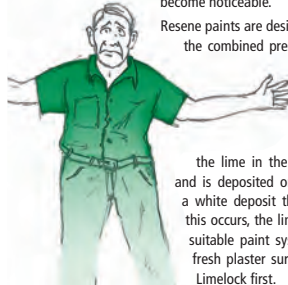 become noticeable.
Resene paints are desi
the combined pre
the lime in the
and is deposited o
a white deposit th
this occurs, the li
suitable paint sys
fresh plaster sur
Limelock first.